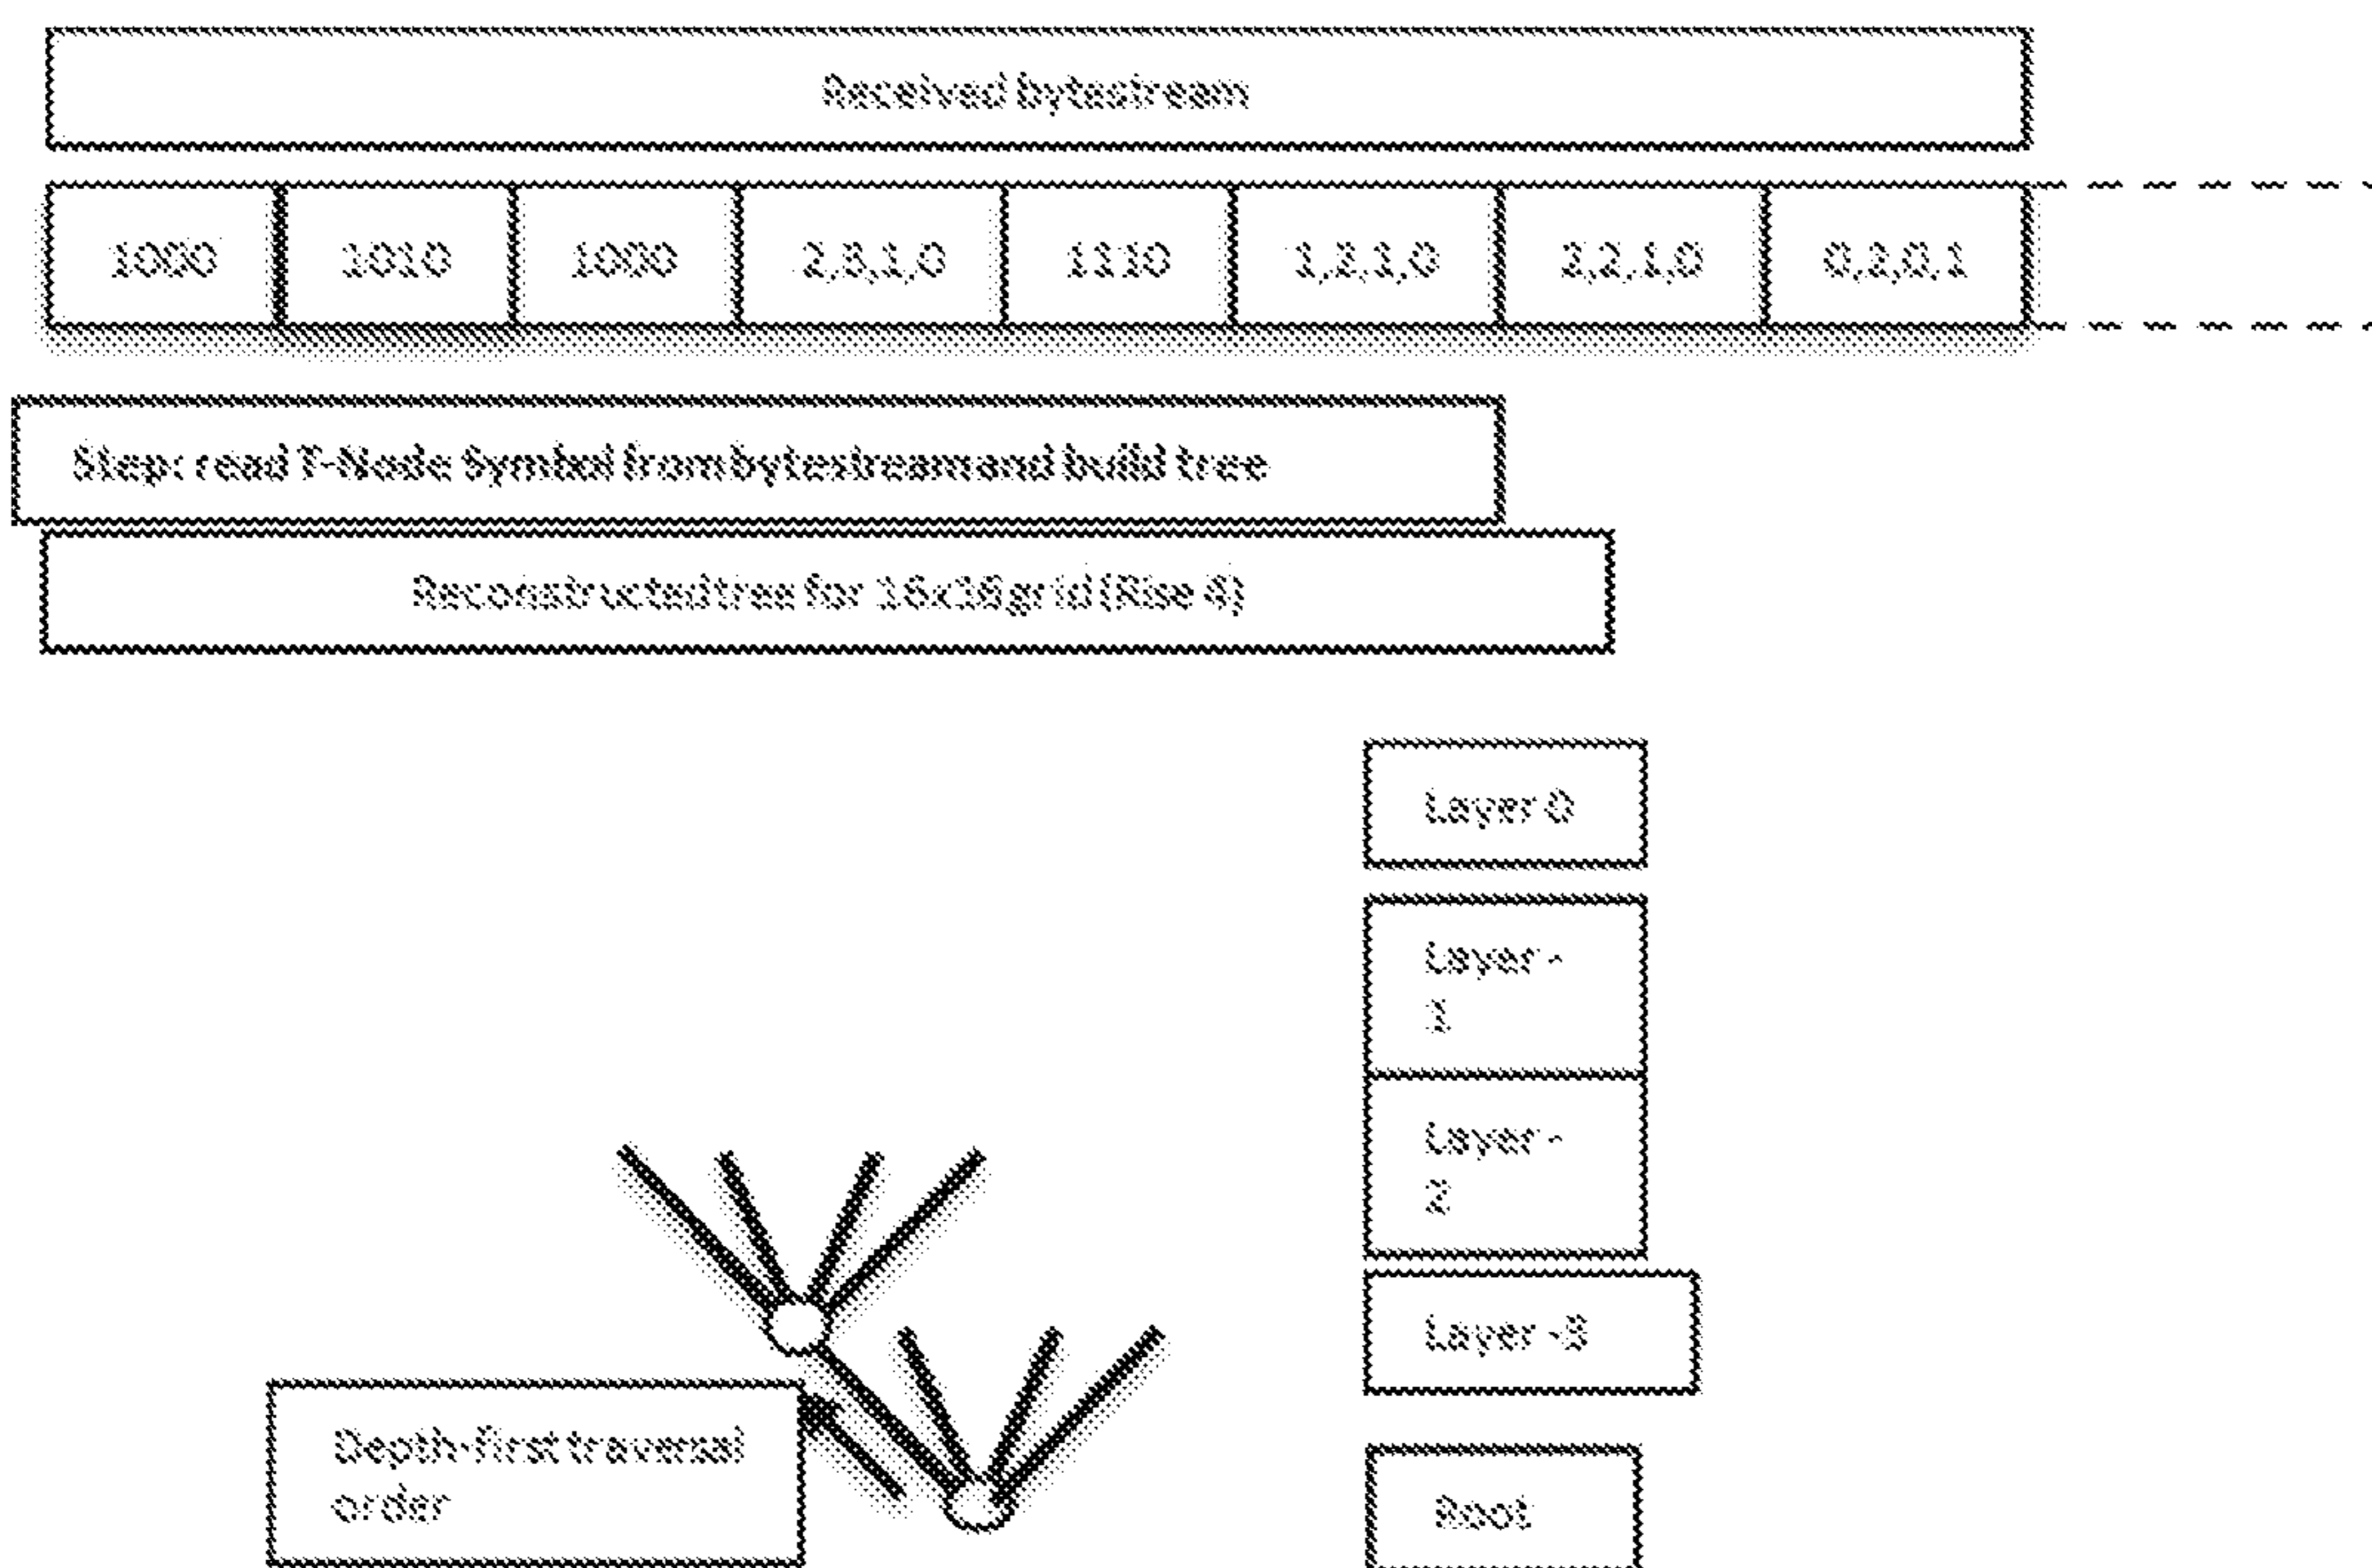 Received bytestream
1000 1010 1000 2,3,1,0 1110 1,2,1,0 2,2,1,0 0,2,0,1
Step: read T-Node Symbol from bytestream and build tree
Reconstructed tree for 16x16 grid (Rise 4)
Layer 0
Layer -
1
Layer -
2
Layer -3
Depth-first traversal
order
Root